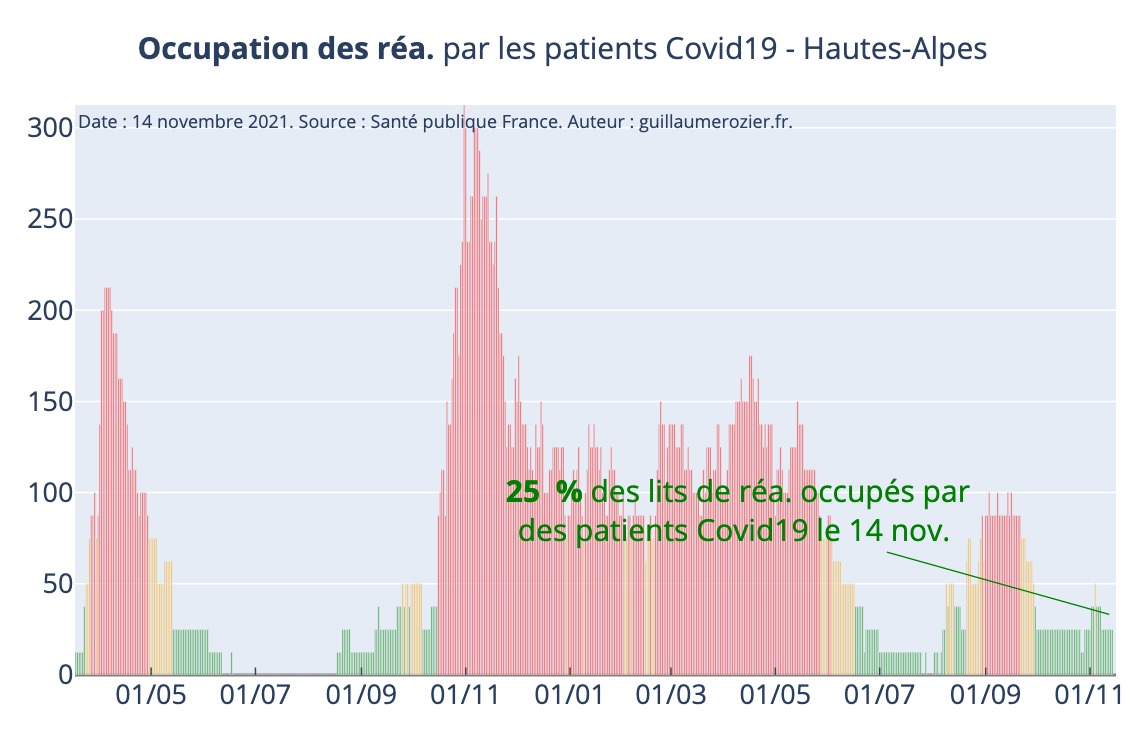 Occupation des réa. par les patients Covid19 - Hautes-Alpes
Date : 14 novembre 2021. Source : Santé publique France. Auteur : guillaumerozier.fr.
300
250
200
150
100
50
0
25 % des lits de réa. occupés par
des patients Covid19 le 14 nov.
01/05 01/07 01/09 01/11 01/01 01/03 01/05 01/07 01/09 01/11